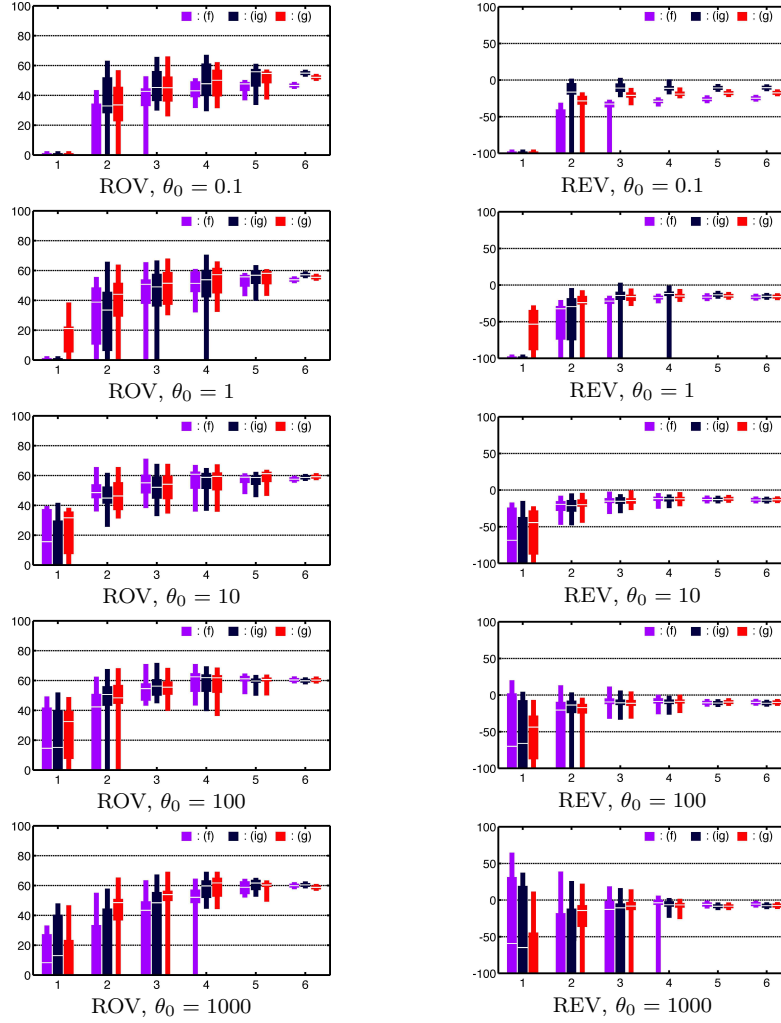 100
80
60
40
20
0
: (f) : (ig) : (g)
1 2 3 4 5 6
ROV, θ₀ = 0.1
100
50
0
-50
-100
: (f) : (ig) : (g)
1 2 3 4 5 6
REV, θ₀ = 0.1
100
80
60
40
20
0
: (f) : (ig) : (g)
1 2 3 4 5 6
ROV, θ₀ = 1
100
50
0
-50
-100
: (f) : (ig) : (g)
1 2 3 4 5 6
REV, θ₀ = 1
100
80
60
40
20
0
: (f) : (ig) : (g)
1 2 3 4 5 6
ROV, θ₀ = 10
100
50
0
-50
-100
: (f) : (ig) : (g)
1 2 3 4 5 6
REV, θ₀ = 10
100
80
60
40
20
0
: (f) : (ig) : (g)
1 2 3 4 5 6
ROV, θ₀ = 100
100
50
0
-50
-100
: (f) : (ig) : (g)
1 2 3 4 5 6
REV, θ₀ = 100
100
80
60
40
20
0
: (f) : (ig) : (g)
1 2 3 4 5 6
ROV, θ₀ = 1000
100
50
0
-50
-100
: (f) : (ig) : (g)
1 2 3 4 5 6
REV, θ₀ = 1000